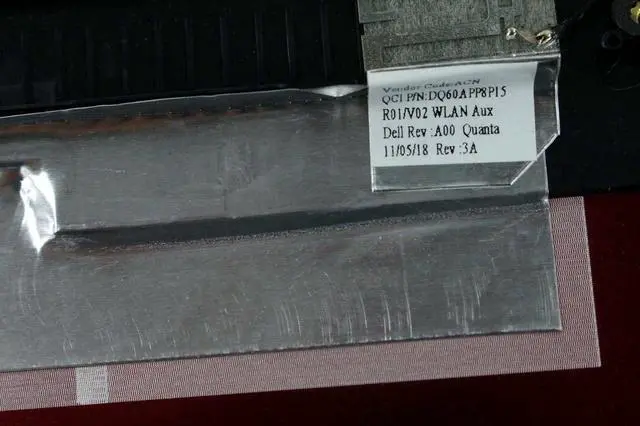 Vendor Code:ACN
QCI P/N:DQ60APP8P15
R01/V02 WLAN Aux
Dell Rev :A00 Quanta
11/05/18 Rev :3A